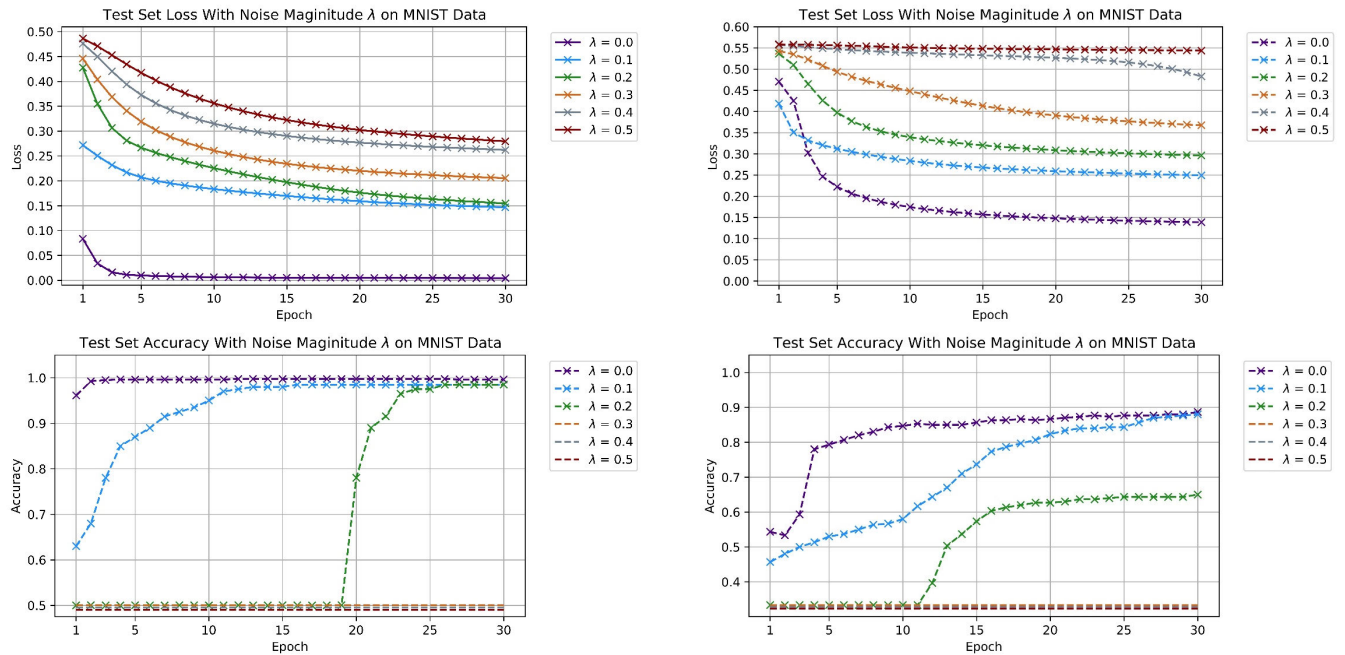 Test Set Loss With Noise Maginitude λ on MNIST Data
0.50
0.45
0.40
0.35
0.30
0.25
0.20
0.15
0.10
0.05
0.00
Loss
1 5 10 15 20 25 30
Epoch
λ = 0.0
λ = 0.1
λ = 0.2
λ = 0.3
λ = 0.4
λ = 0.5
Test Set Loss With Noise Maginitude λ on MNIST Data
0.60
0.55
0.50
0.45
0.40
0.35
0.30
0.25
0.20
0.15
0.10
0.05
0.00
Loss
1 5 10 15 20 25 30
Epoch
λ = 0.0
λ = 0.1
λ = 0.2
λ = 0.3
λ = 0.4
λ = 0.5
Test Set Accuracy With Noise Maginitude λ on MNIST Data
1.0
0.9
0.8
0.7
0.6
0.5
Accuracy
1 5 10 15 20 25 30
Epoch
λ = 0.0
λ = 0.1
λ = 0.2
λ = 0.3
λ = 0.4
λ = 0.5
Test Set Accuracy With Noise Maginitude λ on MNIST Data
1.0
0.9
0.8
0.7
0.6
0.5
0.4
Accuracy
1 5 10 15 20 25 30
Epoch
λ = 0.0
λ = 0.1
λ = 0.2
λ = 0.3
λ = 0.4
λ = 0.5